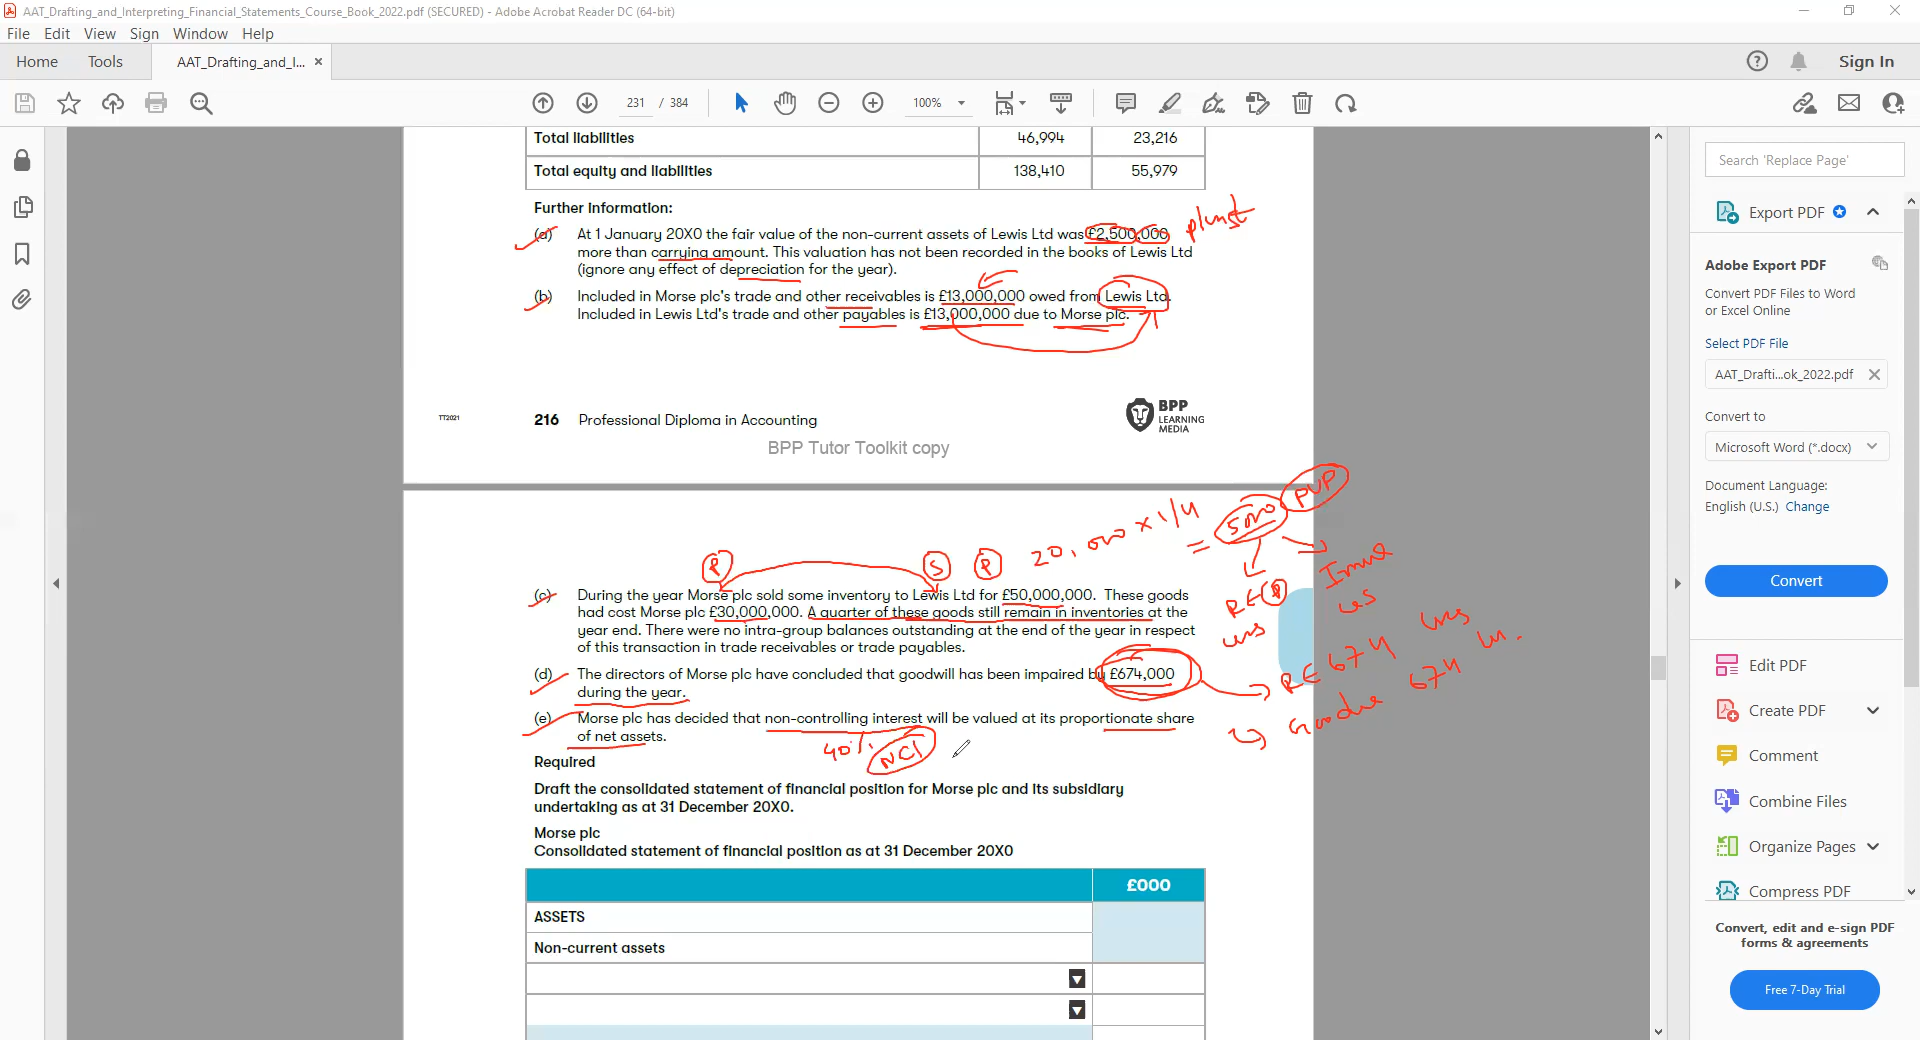 AAT_Drafting_and_Interpreting_Financial_Statements_Course_Book_2022.pdf (SECURED) - Adobe Acrobat Reader DC (64-bit)
File Edit View Sign Window Help
Home Tools AAT_Drafting_and_I... × Sign In
231 / 384 100%
Total liabilities 46,994 23,216
Total equity and liabilities 138,410 55,979
Further Information:
(a) At 1 January 20X0 the fair value of the non-current assets of Lewis Ltd was £2,500,000
more than carrying amount. This valuation has not been recorded in the books of Lewis Ltd
(ignore any effect of depreciation for the year).
(b) Included in Morse plc's trade and other receivables is £13,000,000 owed from Lewis Ltd.
Included in Lewis Ltd's trade and other payables is £13,000,000 due to Morse plc.
TT2021 216 Professional Diploma in Accounting
BPP
LEARNING
MEDIA
BPP Tutor Toolkit copy
PUP
20,000 × 1/4 =
P S P
(c) During the year Morse plc sold some inventory to Lewis Ltd for £50,000,000. These goods
had cost Morse plc £30,000,000. A quarter of these goods still remain in inventories at the
year end. There were no intra-group balances outstanding at the end of the year in respect
of this transaction in trade receivables or trade payables.
(d) The directors of Morse plc have concluded that goodwill has been impaired by £674,000
during the year.
RE 674
674
(e) Morse plc has decided that non-controlling interest will be valued at its proportionate share
of net assets.
40% NCI
Required
Draft the consolidated statement of financial position for Morse plc and its subsidiary
undertaking as at 31 December 20X0.
Morse plc
Consolidated statement of financial position as at 31 December 20X0
£000
ASSETS
Non-current assets
Search 'Replace Page'
Export PDF
Adobe Export PDF
Convert PDF Files to Word
or Excel Online
Select PDF File
AAT_Drafti...ok_2022.pdf
Convert to
Microsoft Word (*.docx)
Document Language:
English (U.S.) Change
Convert
Edit PDF
Create PDF
Comment
Combine Files
Organize Pages
Compress PDF
Convert, edit and e-sign PDF
forms & agreements
Free 7-Day Trial